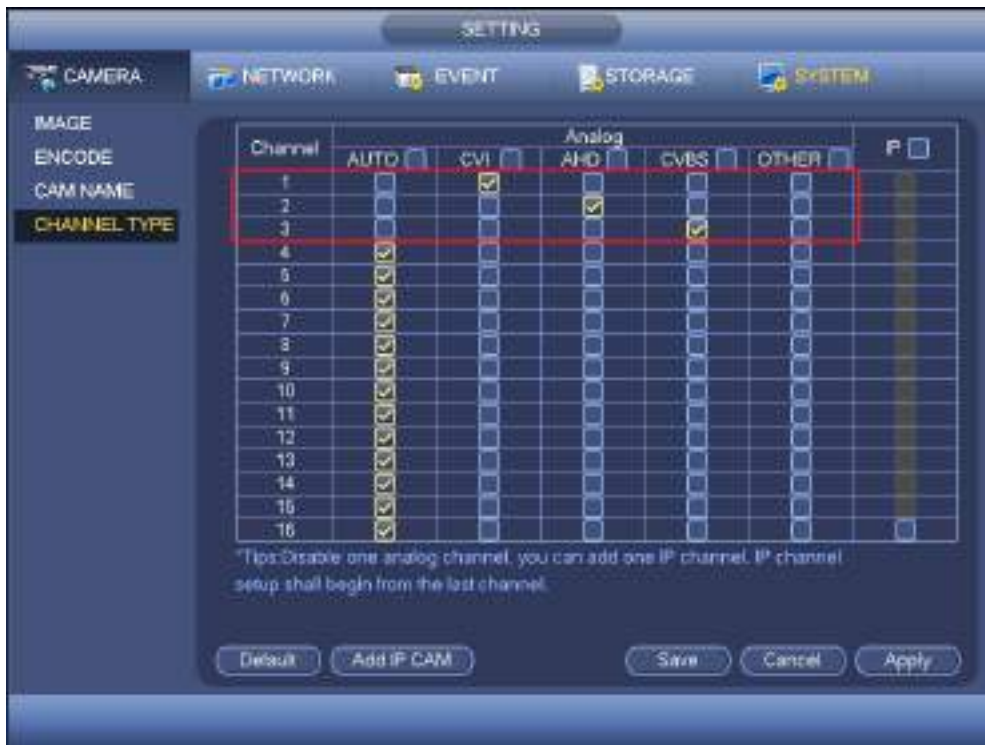 SETTING
CAMERA NETWORK EVENT STORAGE SYSTEM
IMAGE
ENCODE
CAM NAME
CHANNEL TYPE
Channel Analog IP
AUTO CVI AHD CVBS OTHER
1
2
3
4
5
6
7
8
9
10
11
12
13
14
15
16
*Tips:Disable one analog channel, you can add one IP channel. IP channel
setup shall begin from the last channel.
Default Add IP CAM Save Cancel Apply